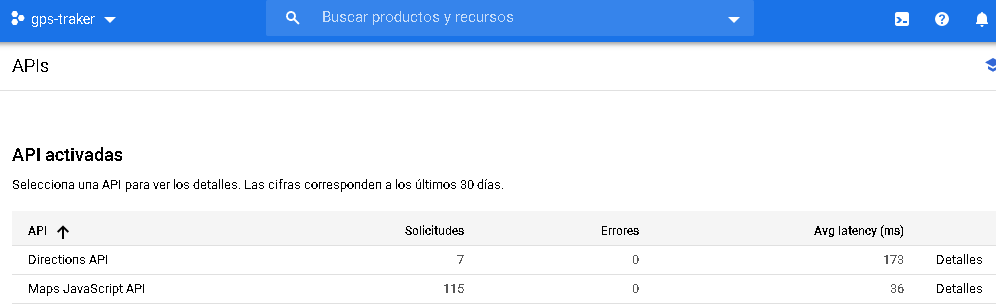 gps-traker Buscar productos y recursos
APIs
API activadas
Selecciona una API para ver los detalles. Las cifras corresponden a los últimos 30 días.
API Solicitudes Errores Avg latency (ms)
Directions API 7 0 173 Detalles
Maps JavaScript API 115 0 36 Detalles